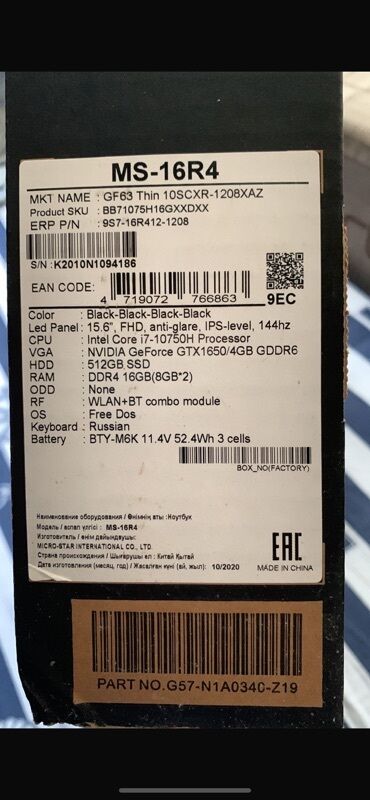 MS-16R4
MKT NAME : GF63 Thin 10SCXR-1208XAZ
Product SKU : BB71075H16GXXDXX
ERP P/N : 9S7-16R412-1208
S/N : K2010N1094186
EAN CODE:
4 719072 766863
9EC
Color : Black-Black-Black-Black
Led Panel : 15.6", FHD, anti-glare, IPS-level, 144hz
CPU : Intel Core i7-10750H Processor
VGA : NVIDIA GeForce GTX1650/4GB GDDR6
HDD : 512GB SSD
RAM : DDR4 16GB(8GB*2)
ODD : None
RF : WLAN+BT combo module
OS : Free Dos
Keyboard : Russian
Battery : BTY-M6K 11.4V 52.4Wh 3 cells
BOX_NO(FACTORY)
Наименование оборудования / Өнімнің аты : Ноутбук
Модель / аспап үлгісі : MS-16R4
Изготовитель / өнім дайындаушы:
MICRO-STAR INTERNATIONAL CO., LTD.
Страна происхождения / Шығарушы ел : Китай Қытай
Дата изготовления (месяц, год) / Жасалған күні (ай, жыл): 10/2020
EAC
MADE IN CHINA
PART NO.G57-N1A0340-Z19